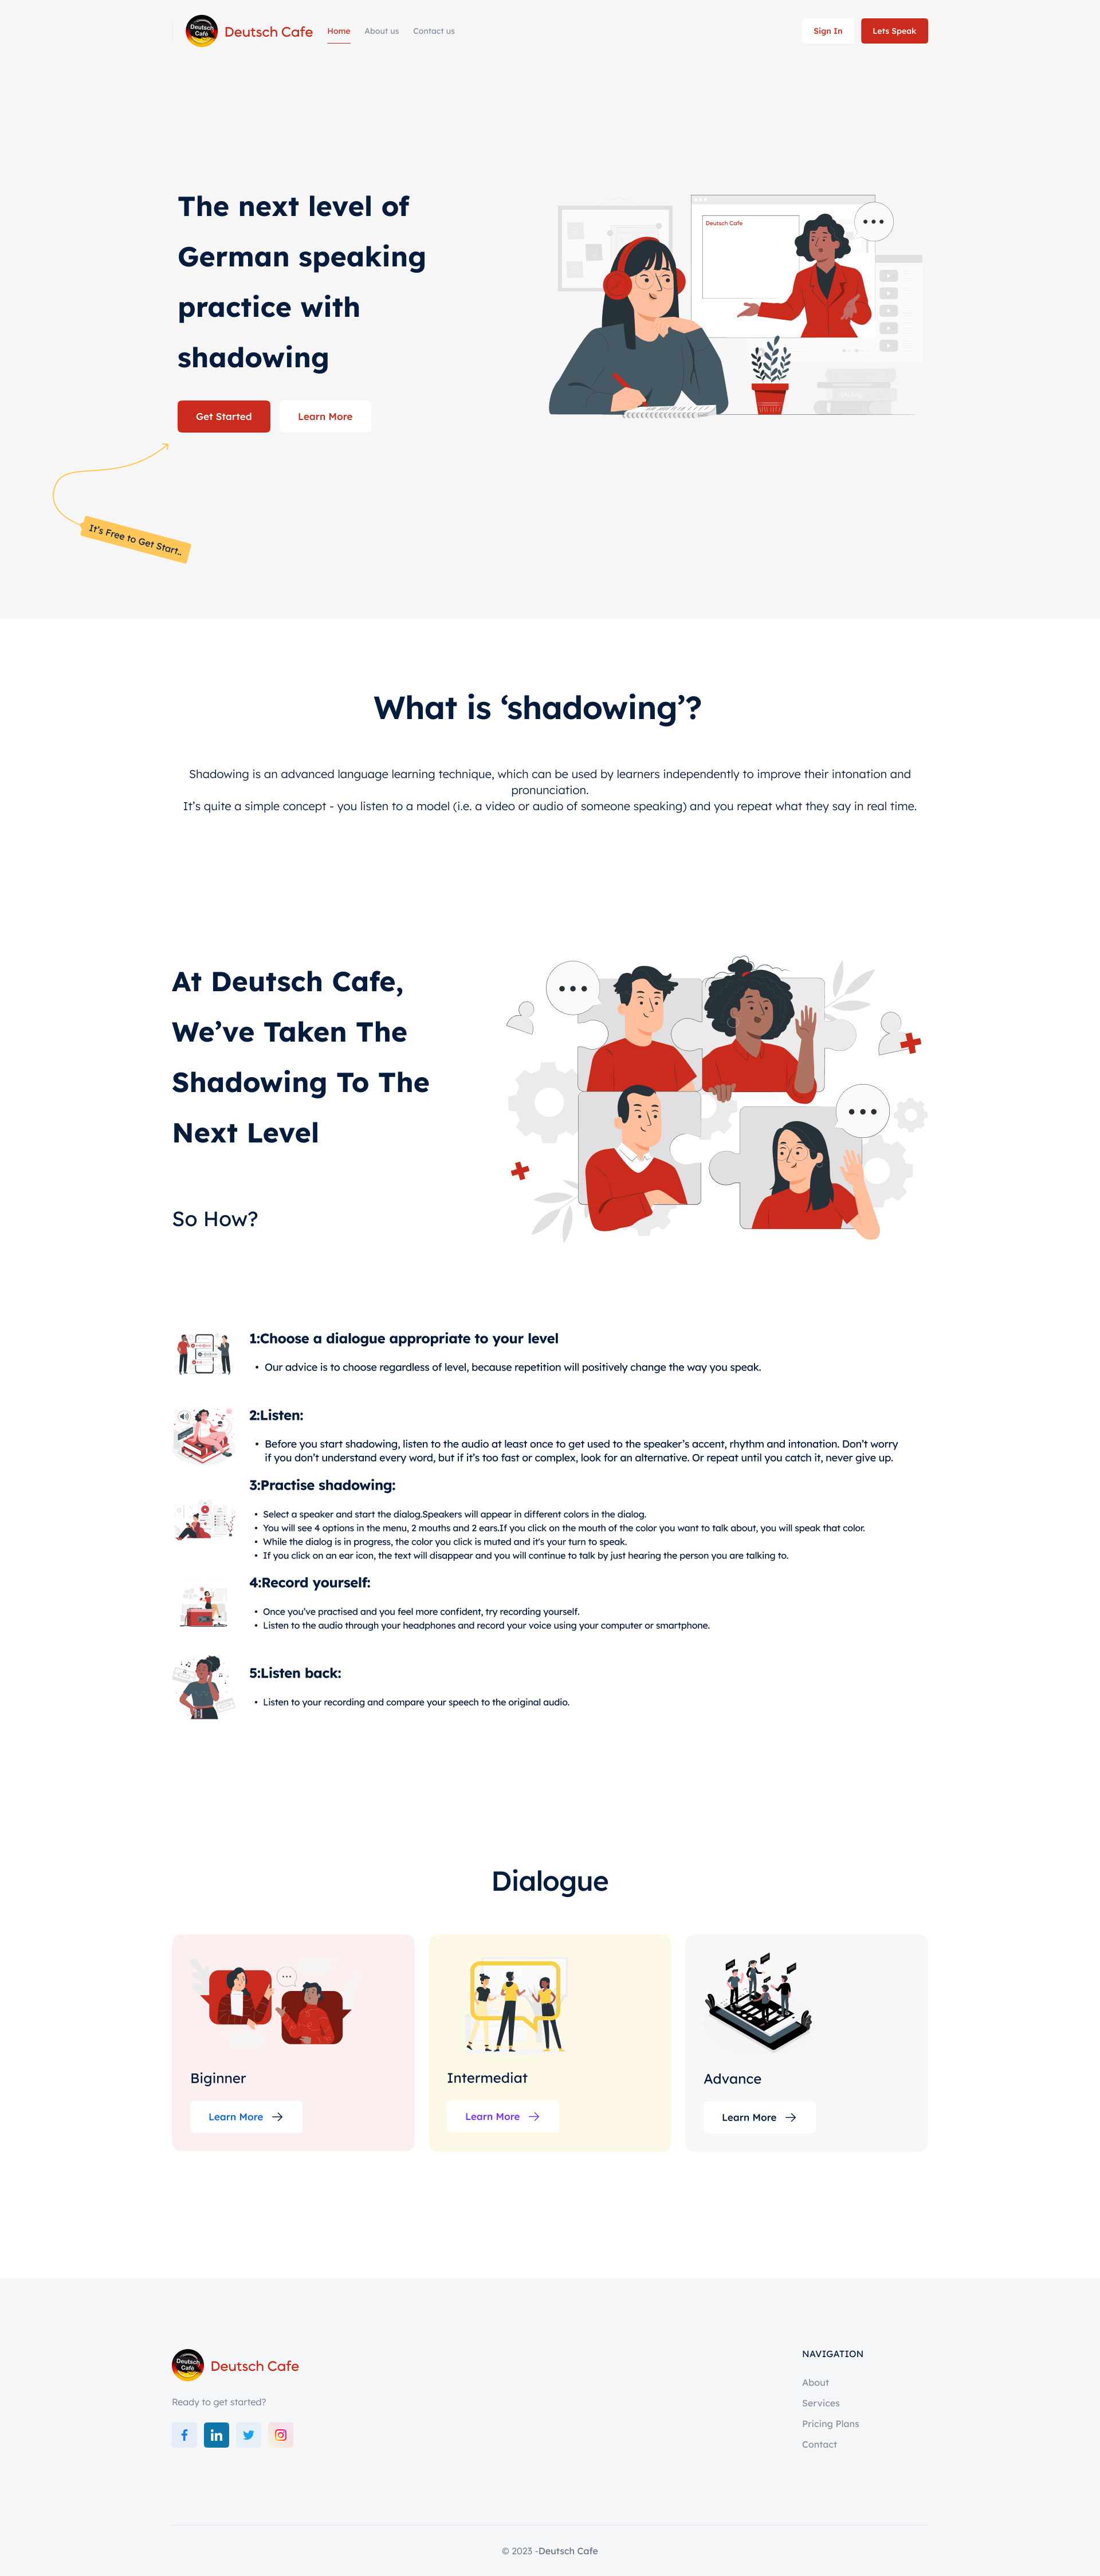 Deutsch Café
Deutsch Cafe
Home
About us
Contact us
Sign In
Lets Speak
The next level of
German speaking
practice with
shadowing
Deutsch Cafe
Get Started
Learn More
It's Free to Get Start..
What is ‘shadowing’?
Shadowing is an advanced language learning technique, which can be used by learners independently to improve their intonation and
pronunciation.
It’s quite a simple concept - you listen to a model (i.e. a video or audio of someone speaking) and you repeat what they say in real time.
At Deutsch Cafe,
We’ve Taken The
Shadowing To The
Next Level
So How?
1:Choose a dialogue appropriate to your level
• Our advice is to choose regardless of level, because repetition will positively change the way you speak.
2:Listen:
• Before you start shadowing, listen to the audio at least once to get used to the speaker’s accent, rhythm and intonation. Don’t worry
if you don’t understand every word, but if it’s too fast or complex, look for an alternative. Or repeat until you catch it, never give up.
3:Practise shadowing:
• Select a speaker and start the dialog.Speakers will appear in different colors in the dialog.
• You will see 4 options in the menu, 2 mouths and 2 ears.If you click on the mouth of the color you want to talk about, you will speak that color.
• While the dialog is in progress, the color you click is muted and it's your turn to speak.
• If you click on an ear icon, the text will disappear and you will continue to talk by just hearing the person you are talking to.
4:Record yourself:
• Once you’ve practised and you feel more confident, try recording yourself.
• Listen to the audio through your headphones and record your voice using your computer or smartphone.
5:Listen back:
• Listen to your recording and compare your speech to the original audio.
Dialogue
Biginner
Learn More
Intermediat
Learn More
Advance
Learn More
Deutsch Café
Deutsch Cafe
Ready to get started?
NAVIGATION
About
Services
Pricing Plans
Contact
© 2023 -Deutsch Cafe